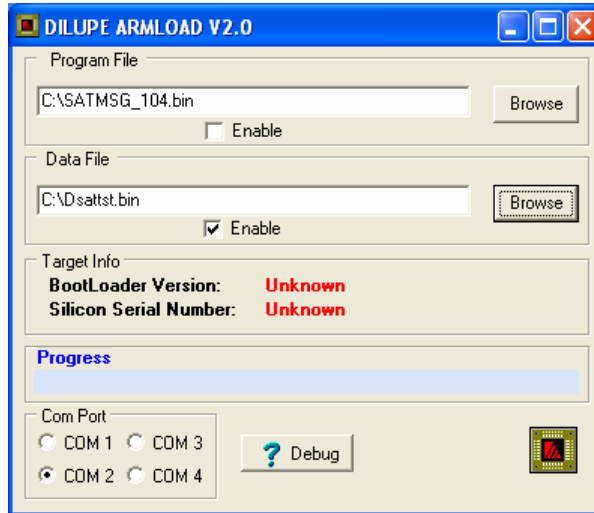 DILUPE ARMLOAD V2.0
Program File
C:\SATMSG_104.bin
Browse
Enable
Data File
C:\Dsattst.bin
Browse
Enable
Target Info
BootLoader Version: Unknown
Silicon Serial Number: Unknown
Progress
Com Port
COM 1 COM 3
? Debug
COM 2 COM 4